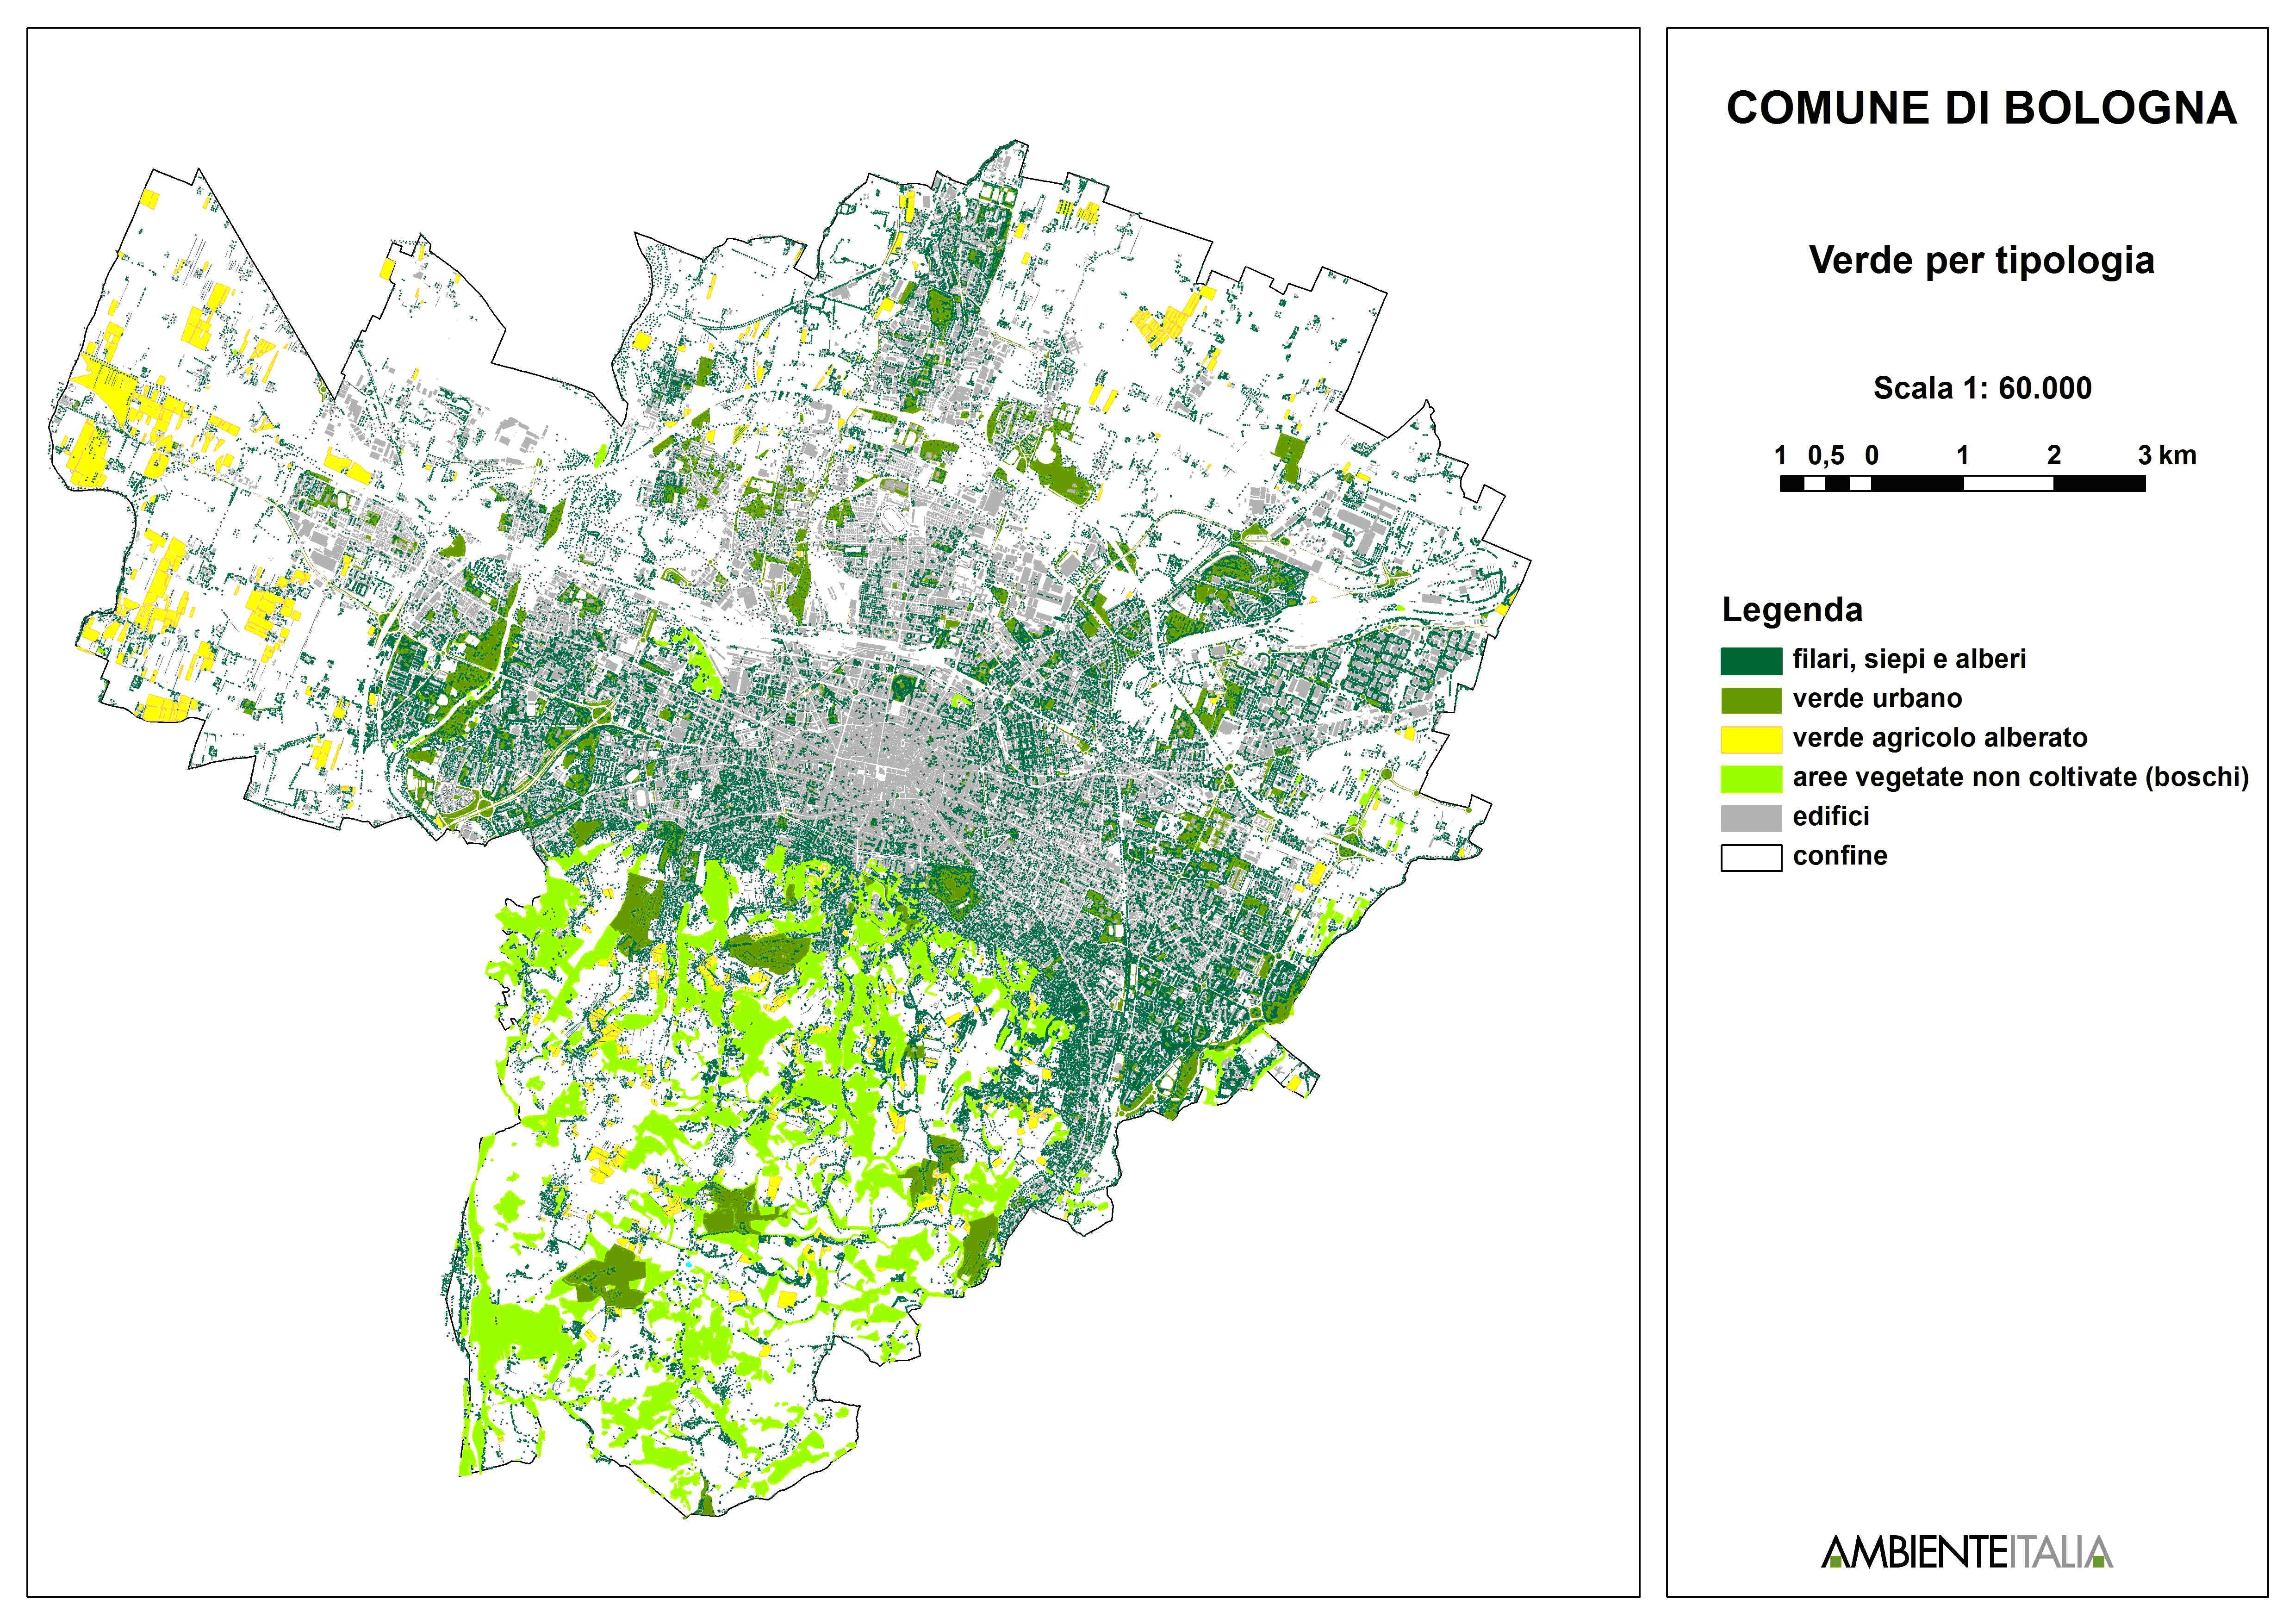 COMUNE DI BOLOGNA
Verde per tipologia
Scala 1: 60.000
1 0,5 0 1 2 3 km
Legenda
filari, siepi e alberi
verde urbano
verde agricolo alberato
aree vegetate non coltivate (boschi)
edifici
confine
AMBIENTEITALIA